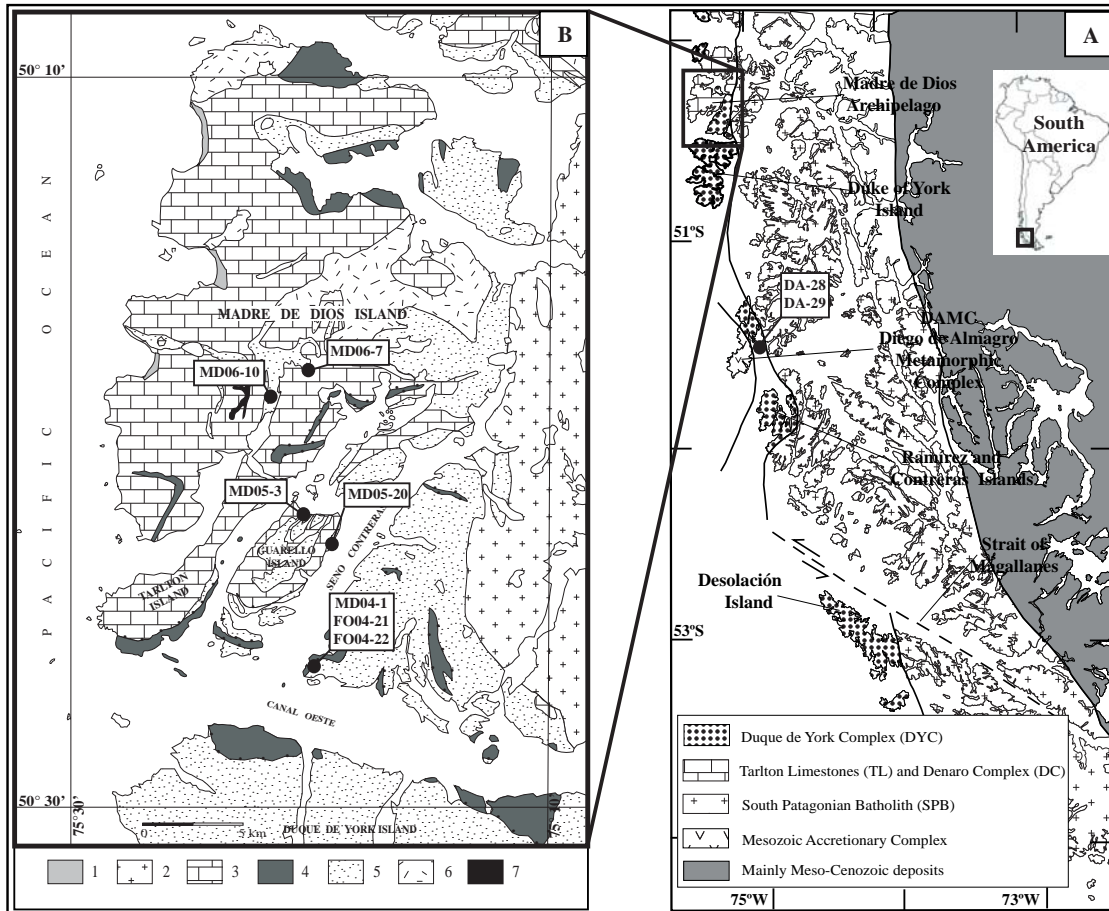 B
50° 10'
PACIFIC OCEAN
MADRE DE DIOS ISLAND
MD06-7
MD06-10
MD05-3
MD05-20
GUARELLO
ISLAND
SENO CONTRERAS
TARLTON
ISLAND
MD04-1
FO04-21
FO04-22
CANAL OESTE
50° 30'
75°30'
75°10'
0 5 km
DUQUE DE YORK ISLAND
1 2 3 4 5 6 7
A
Madre de Dios
Archipelago
South
America
Duke of York
Island
51ºS
DA-28
DA-29
DAMC
Diego de Almagro
Metamorphic
Complex
Ramirez and
Contreras Islands
Strait of
Magallanes
Desolación
Island
53ºS
Duque de York Complex (DYC)
Tarlton Limestones (TL) and Denaro Complex (DC)
South Patagonian Batholith (SPB)
Mesozoic Accretionary Complex
Mainly Meso-Cenozoic deposits
75ºW
73ºW